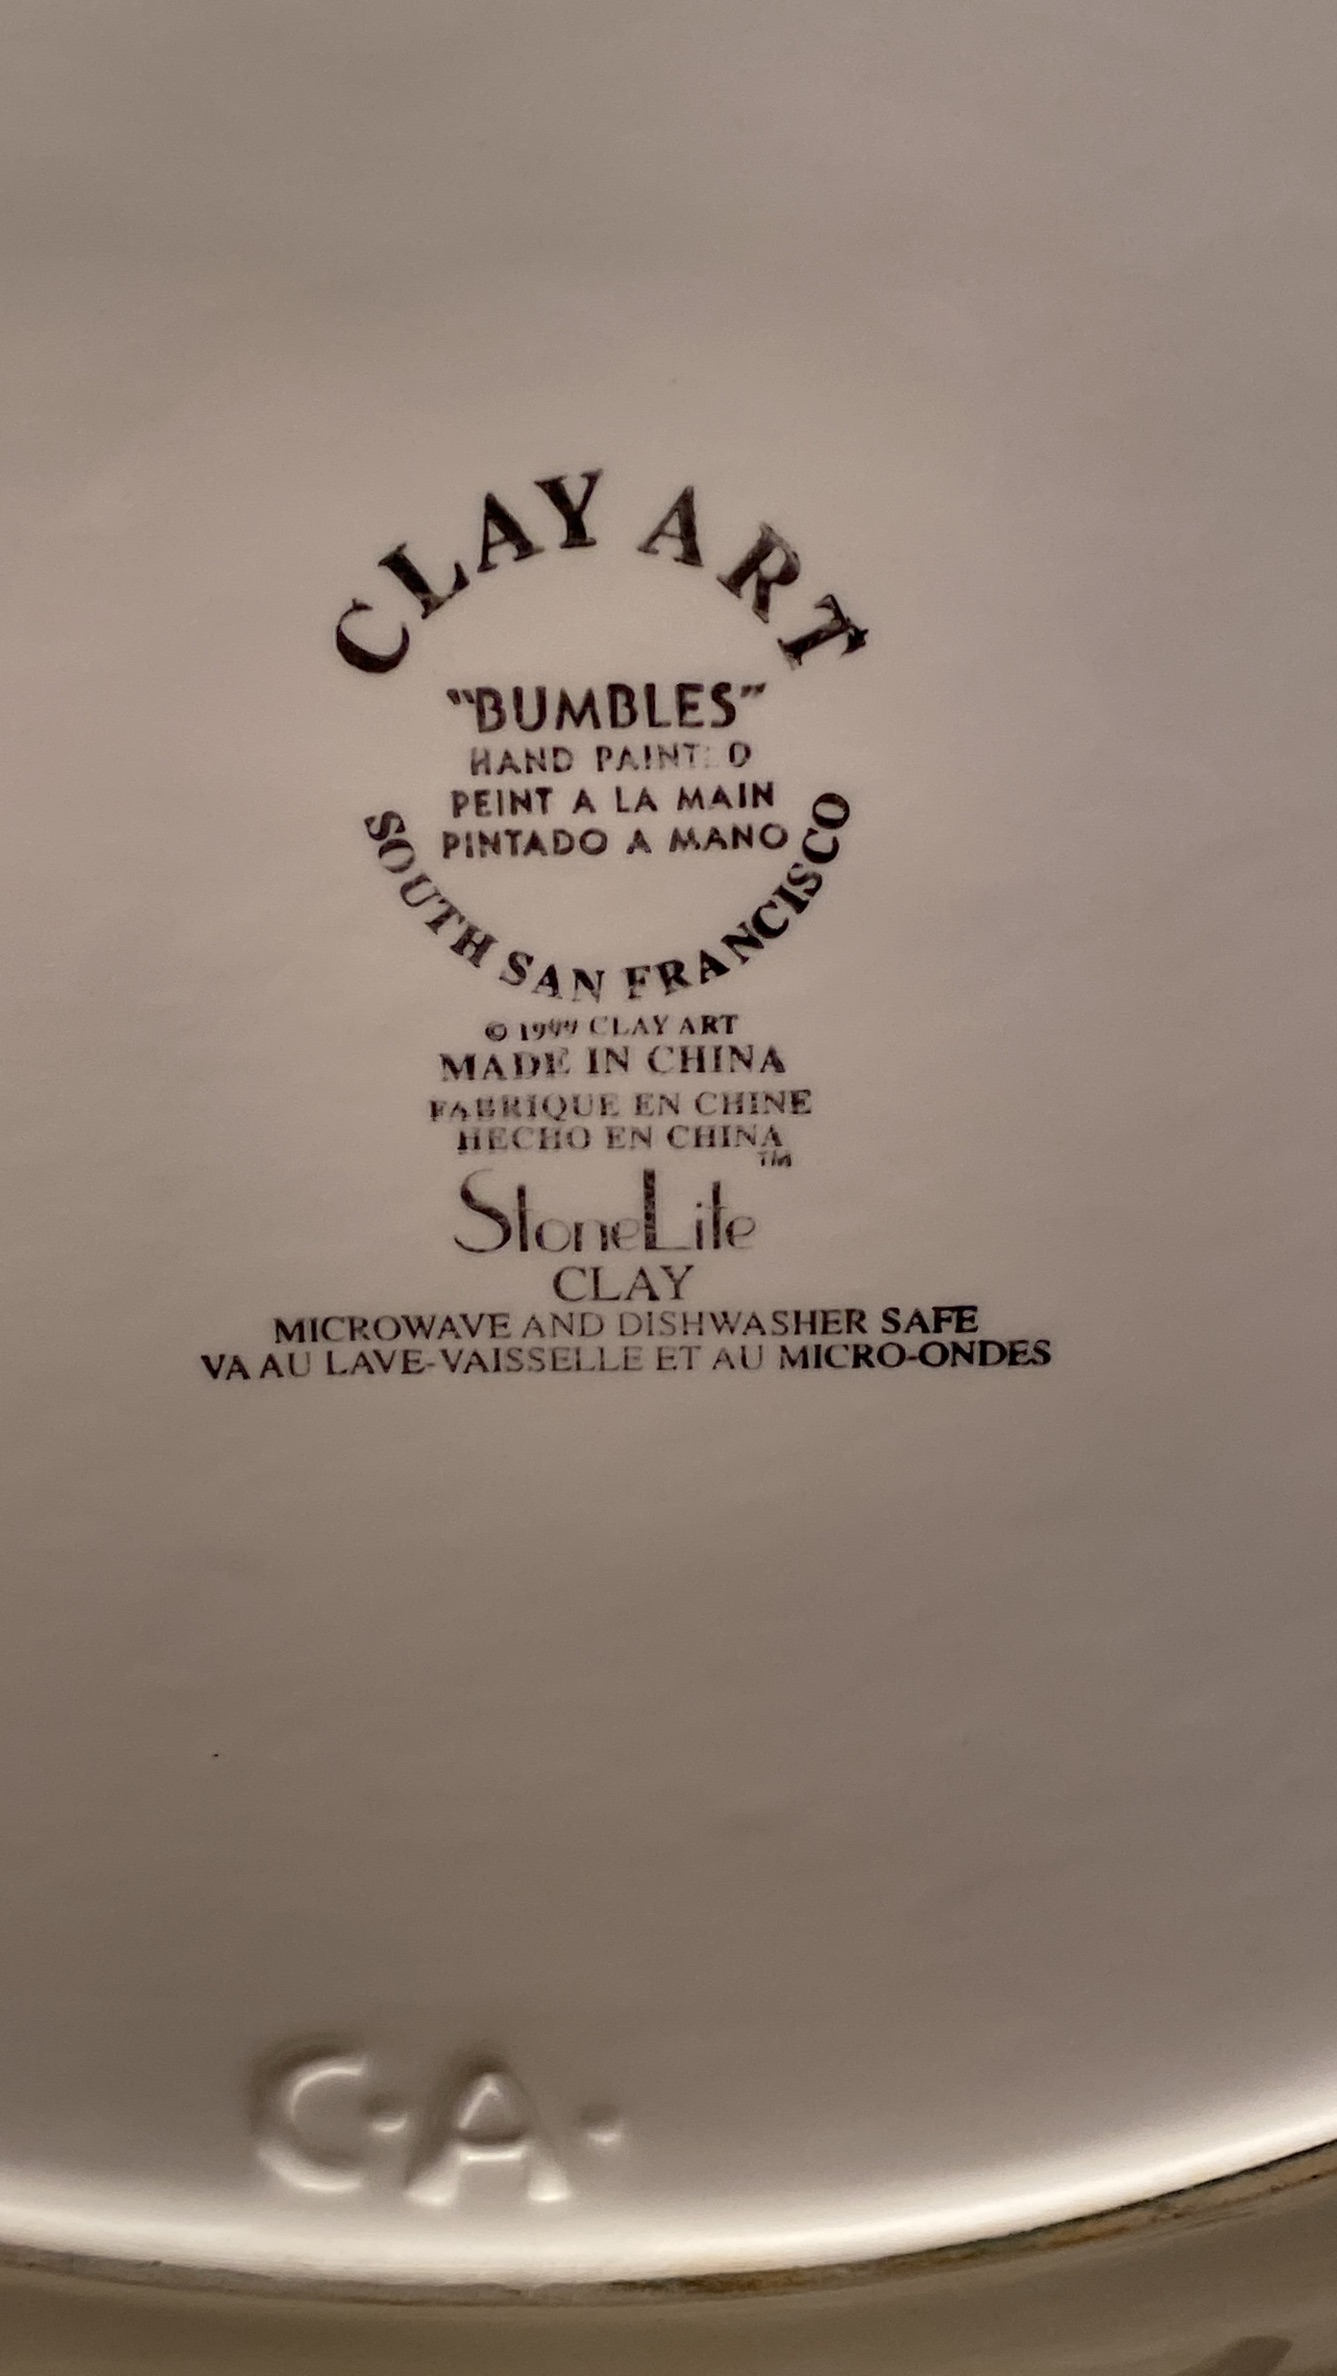 CLAY ART
"BUMBLES"
HAND PAINTED
PEINT A LA MAIN
PINTADO A MANO
SOUTH SAN FRANCISCO
© 1999 CLAY ART
MADE IN CHINA
FABRIQUE EN CHINE
HECHO EN CHINA
StoneLite™
CLAY
MICROWAVE AND DISHWASHER SAFE
VA AU LAVE-VAISSELLE ET AU MICRO-ONDES
C.A.